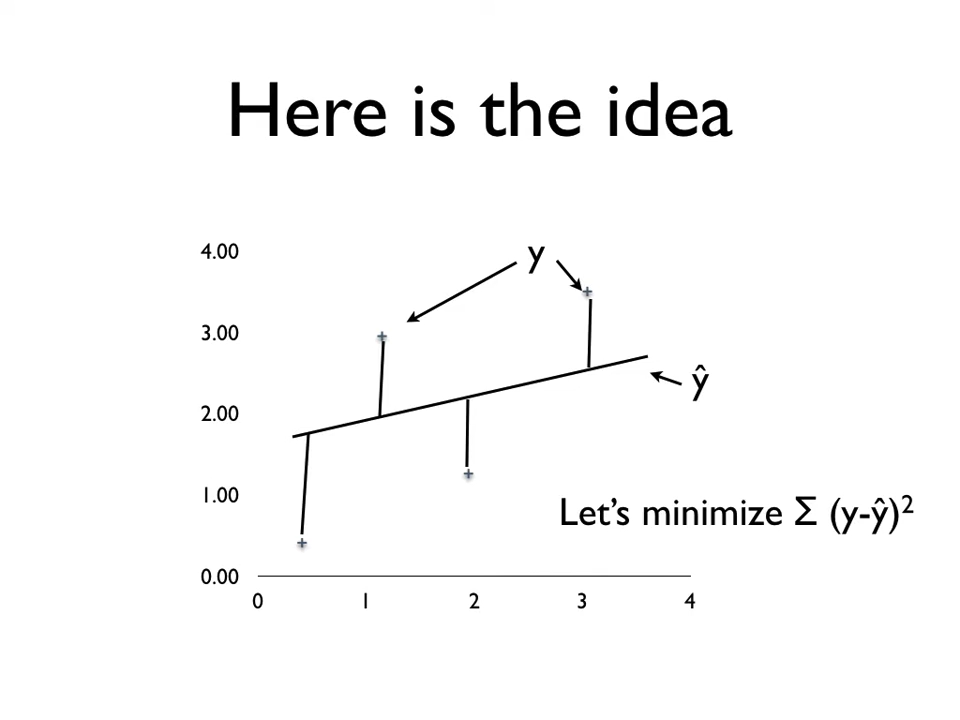 Here is the idea
4.00
y
3.00
ŷ
2.00
1.00
Let's minimize Σ (y-ŷ)²
0.00
0 1 2 3 4